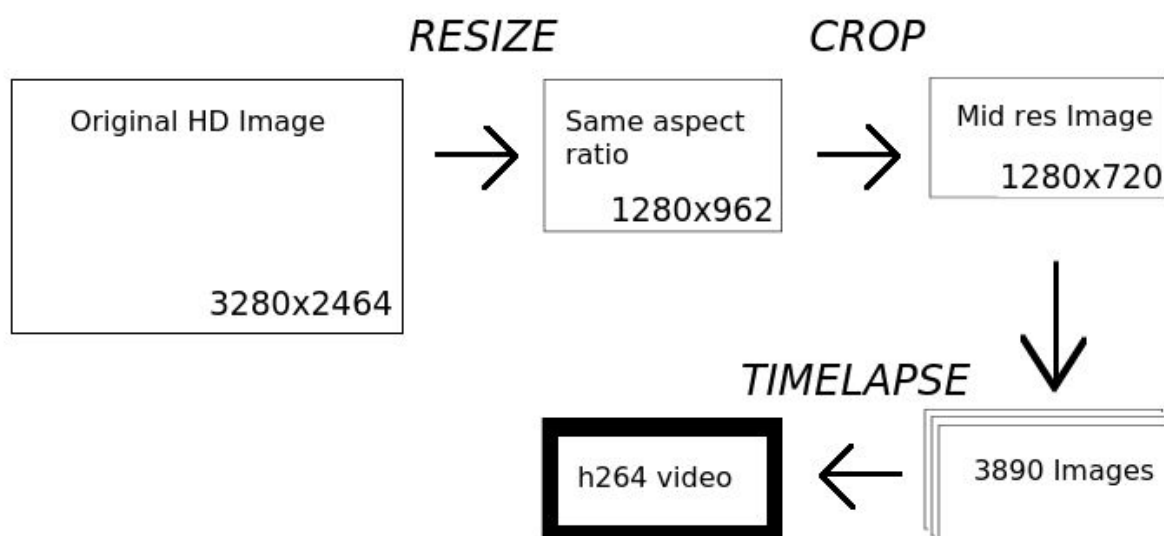 RESIZE
CROP
Original HD Image
3280x2464
Same aspect
ratio
1280x962
Mid res Image
1280x720
TIMELAPSE
3890 Images
h264 video